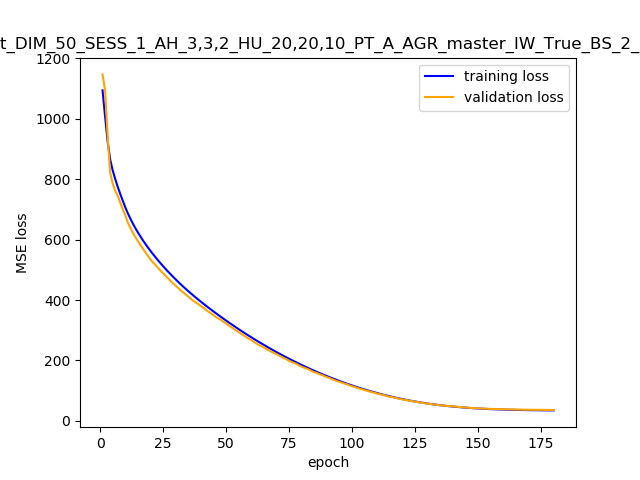 t_DIM_50_SESS_1_AH_3,3,2_HU_20,20,10_PT_A_AGR_master_IW_True_BS_2_
training loss
validation loss
MSE loss
1200
1000
800
600
400
200
0
0 25 50 75 100 125 150 175
epoch